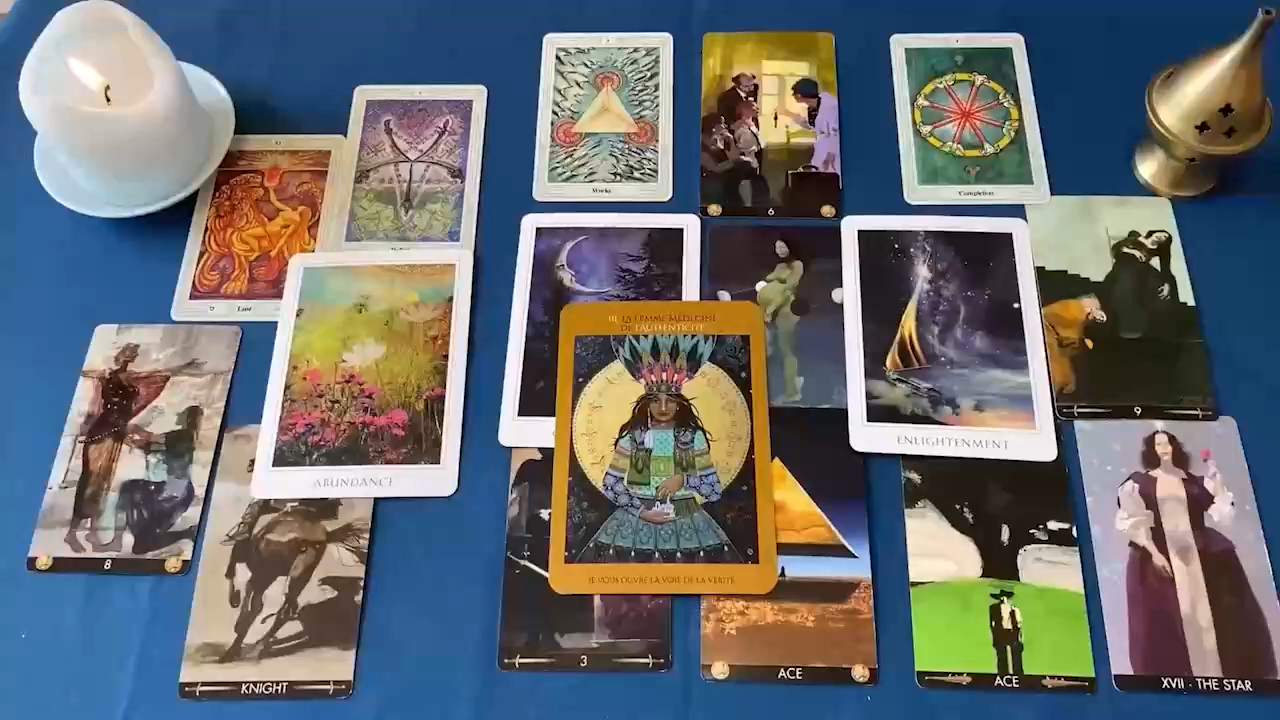 Works
6
Completion
XI
Lust
III. LA FEMME MÉDECINE
DE L'AUTHENTICITÉ
9
ENLIGHTENMENT
ABUNDANCE
8
JE VOUS OUVRE LA VOIE DE LA VÉRITÉ
KNIGHT
3
ACE
ACE
XVII - THE STAR